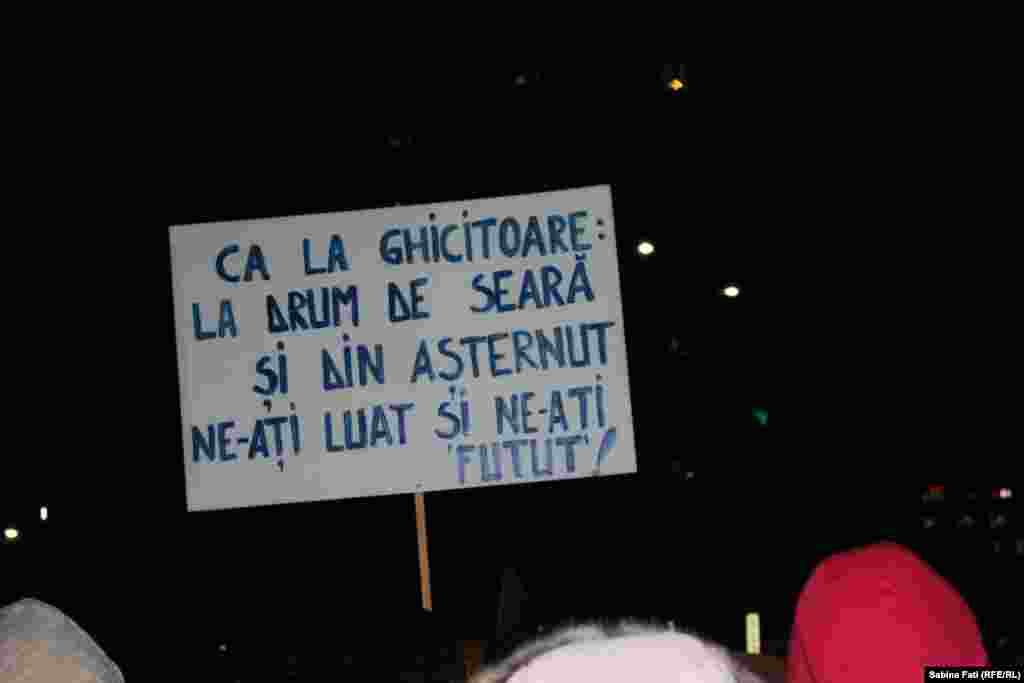 CA LA GHICITOARE:
LA DRUM DE SEARĂ
ȘI DIN AȘTERNUT
NE-AȚI LUAT ȘI NE-ATI
'FUTUT'!
Sabina Fati (RFE/RL)